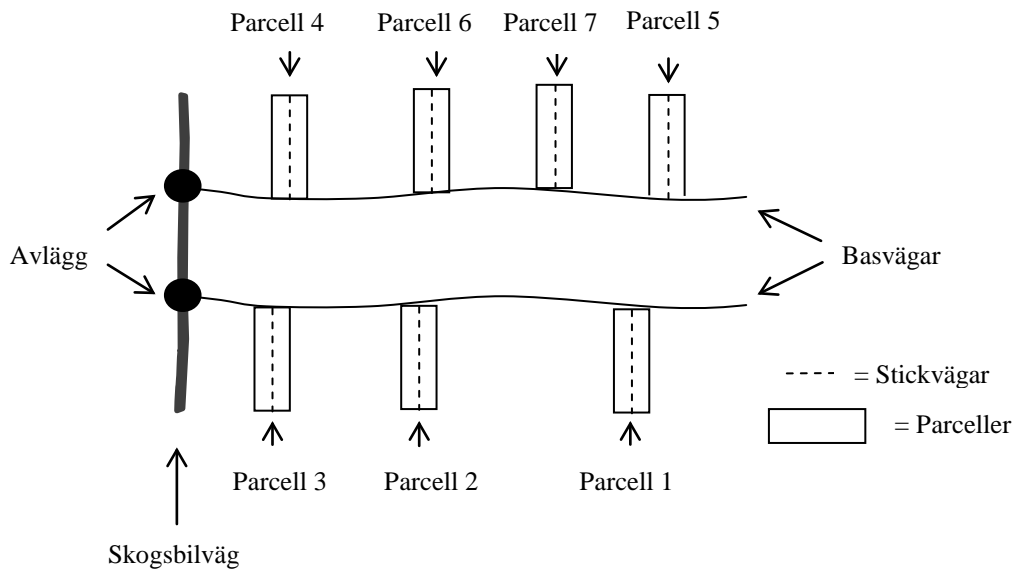 Parcell 4
Parcell 6
Parcell 7
Parcell 5
Avlägg
Basvägar
= Stickvägar
= Parceller
Parcell 3
Parcell 2
Parcell 1
Skogsbilväg